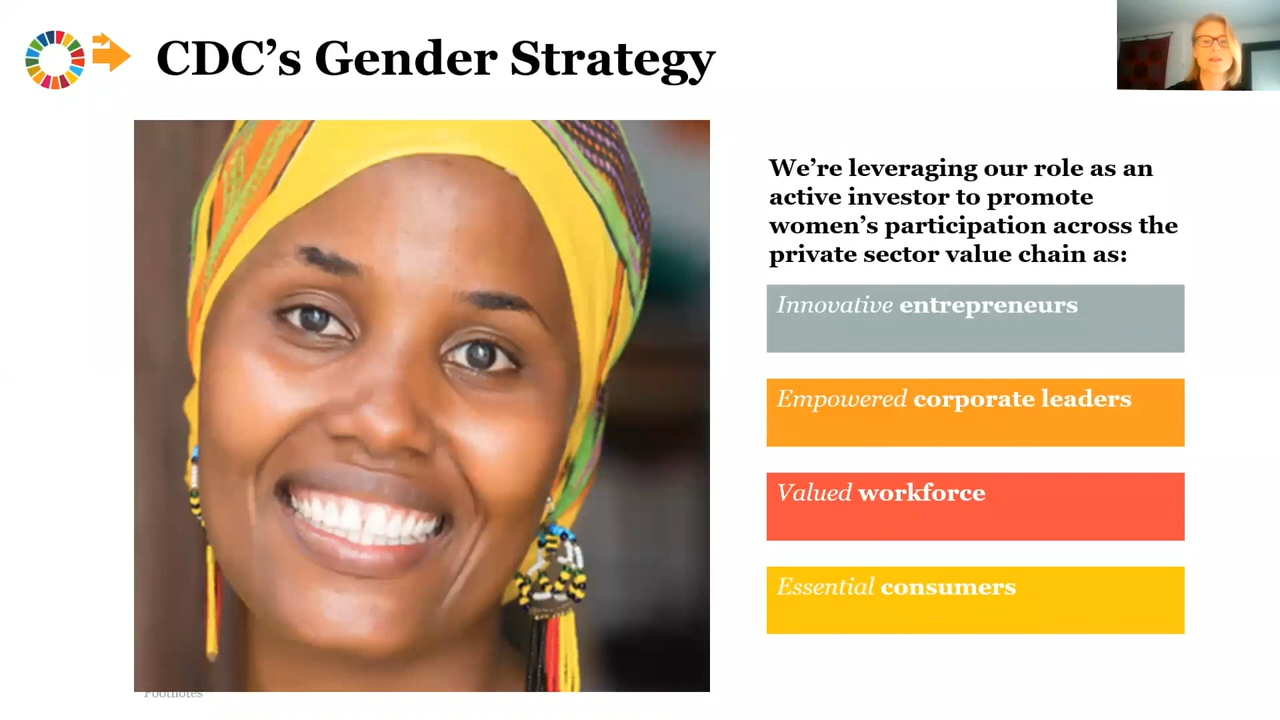 CDC’s Gender Strategy
We’re leveraging our role as an
active investor to promote
women’s participation across the
private sector value chain as:
Innovative entrepreneurs
Empowered corporate leaders
Valued workforce
Essential consumers
Footnotes